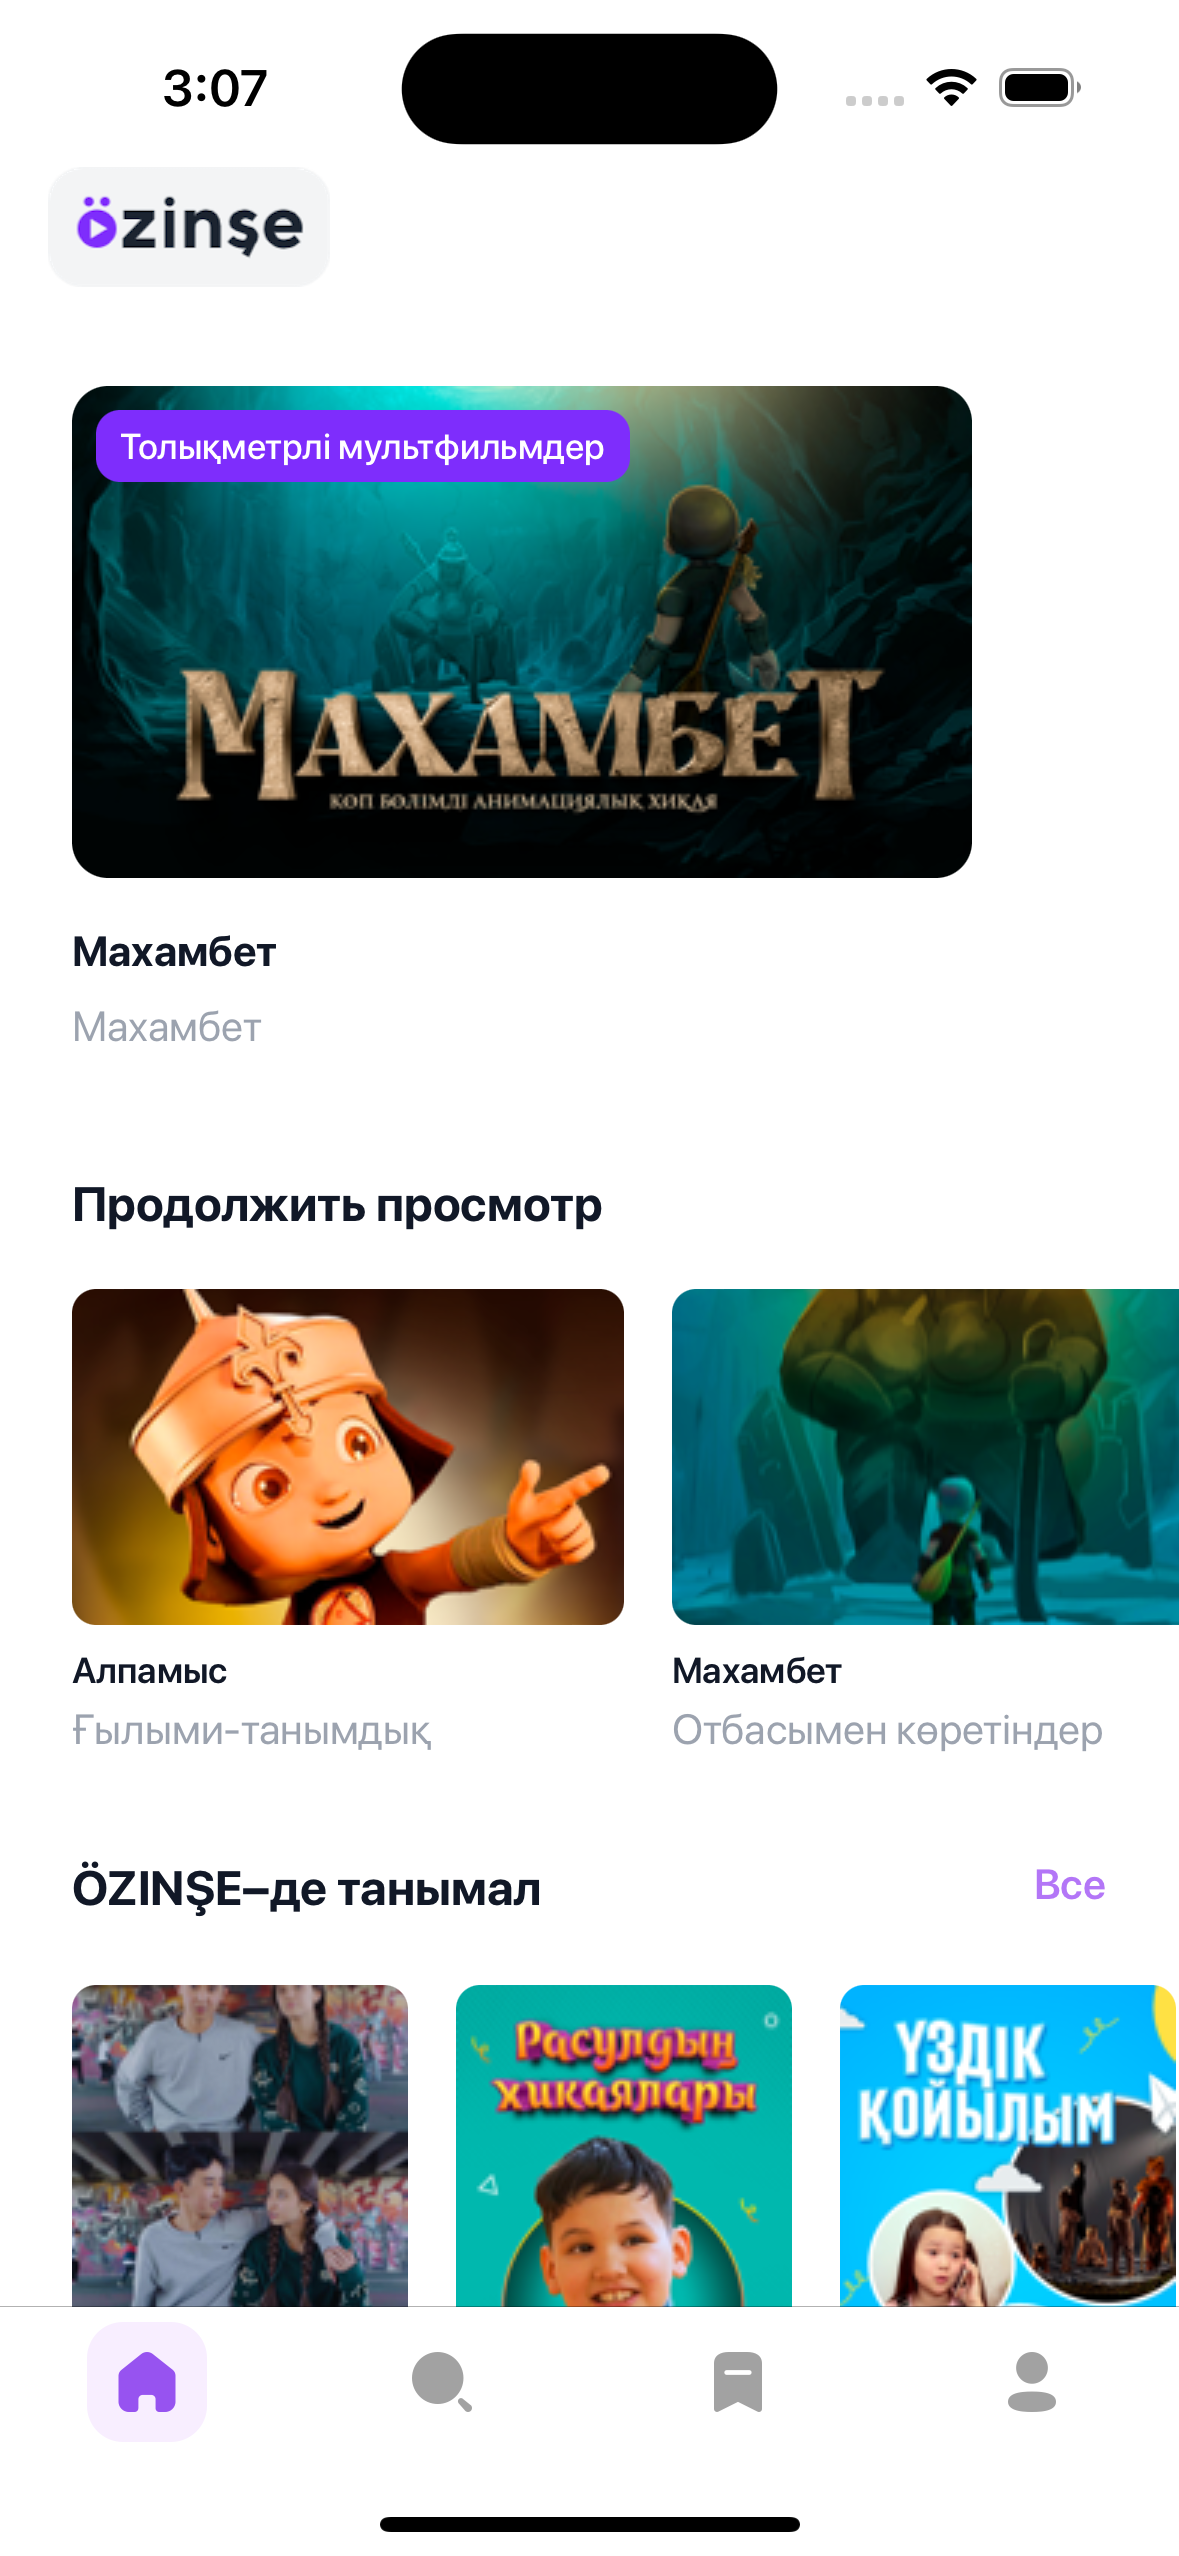 3:07
özinşe
Толықметрлі мультфильмдер
МАХАМБЕТ
КӨП БӨЛІМДІ АНИМАЦИЯЛЫҚ ХИКАЯ
Махамбет
Махамбет
Продолжить просмотр
Алпамыс
Махамбет
Ғылыми-танымдық
Отбасымен көретіндер
ÖZINŞE–де танымал
Все
Расулдың
хикаялары
ҮЗДІК
ҚОЙЫЛЫМ